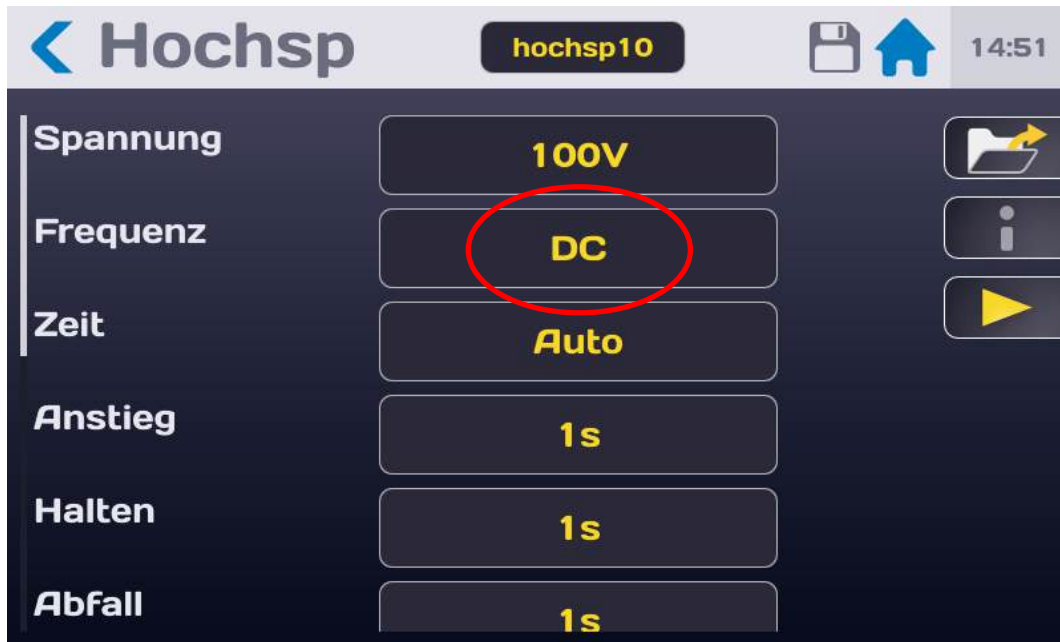 Hochsp
hochsp10
14:51
Spannung
100V
Frequenz
DC
Zeit
Auto
Anstieg
1s
Halten
1s
Abfall
1s